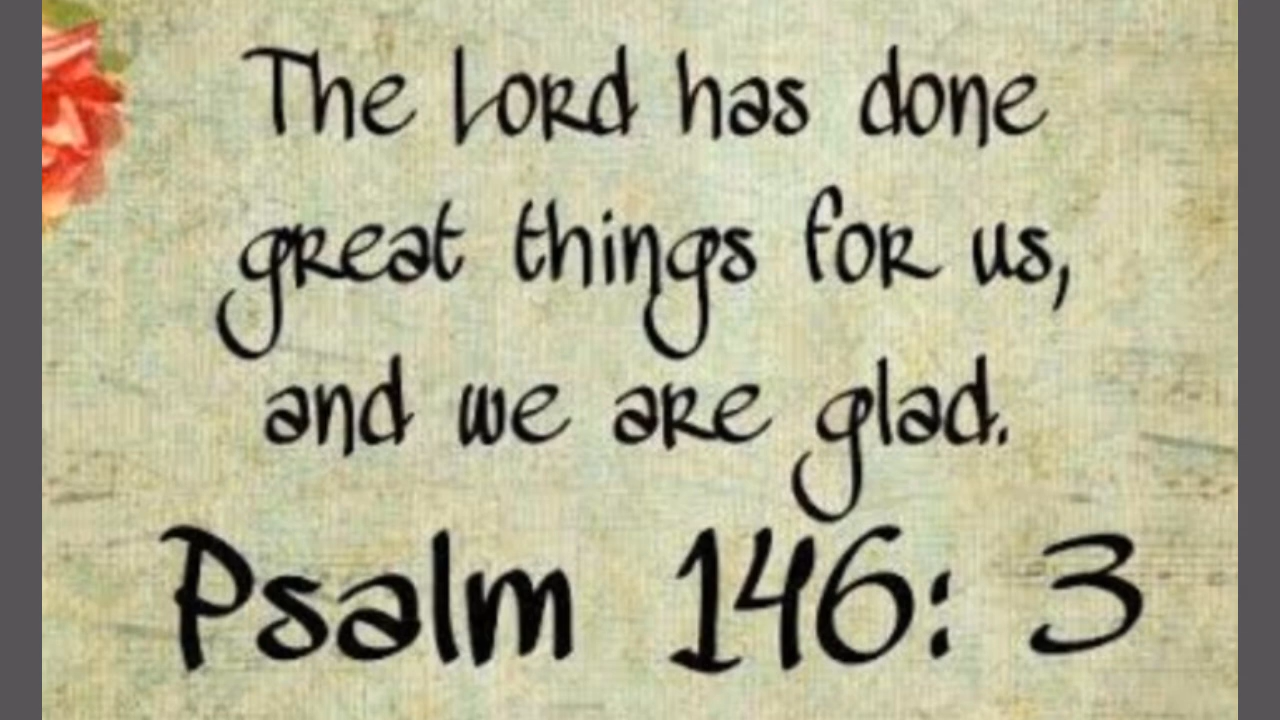 The Lord has done
great things for us,
and we are glad.
Psalm 146: 3